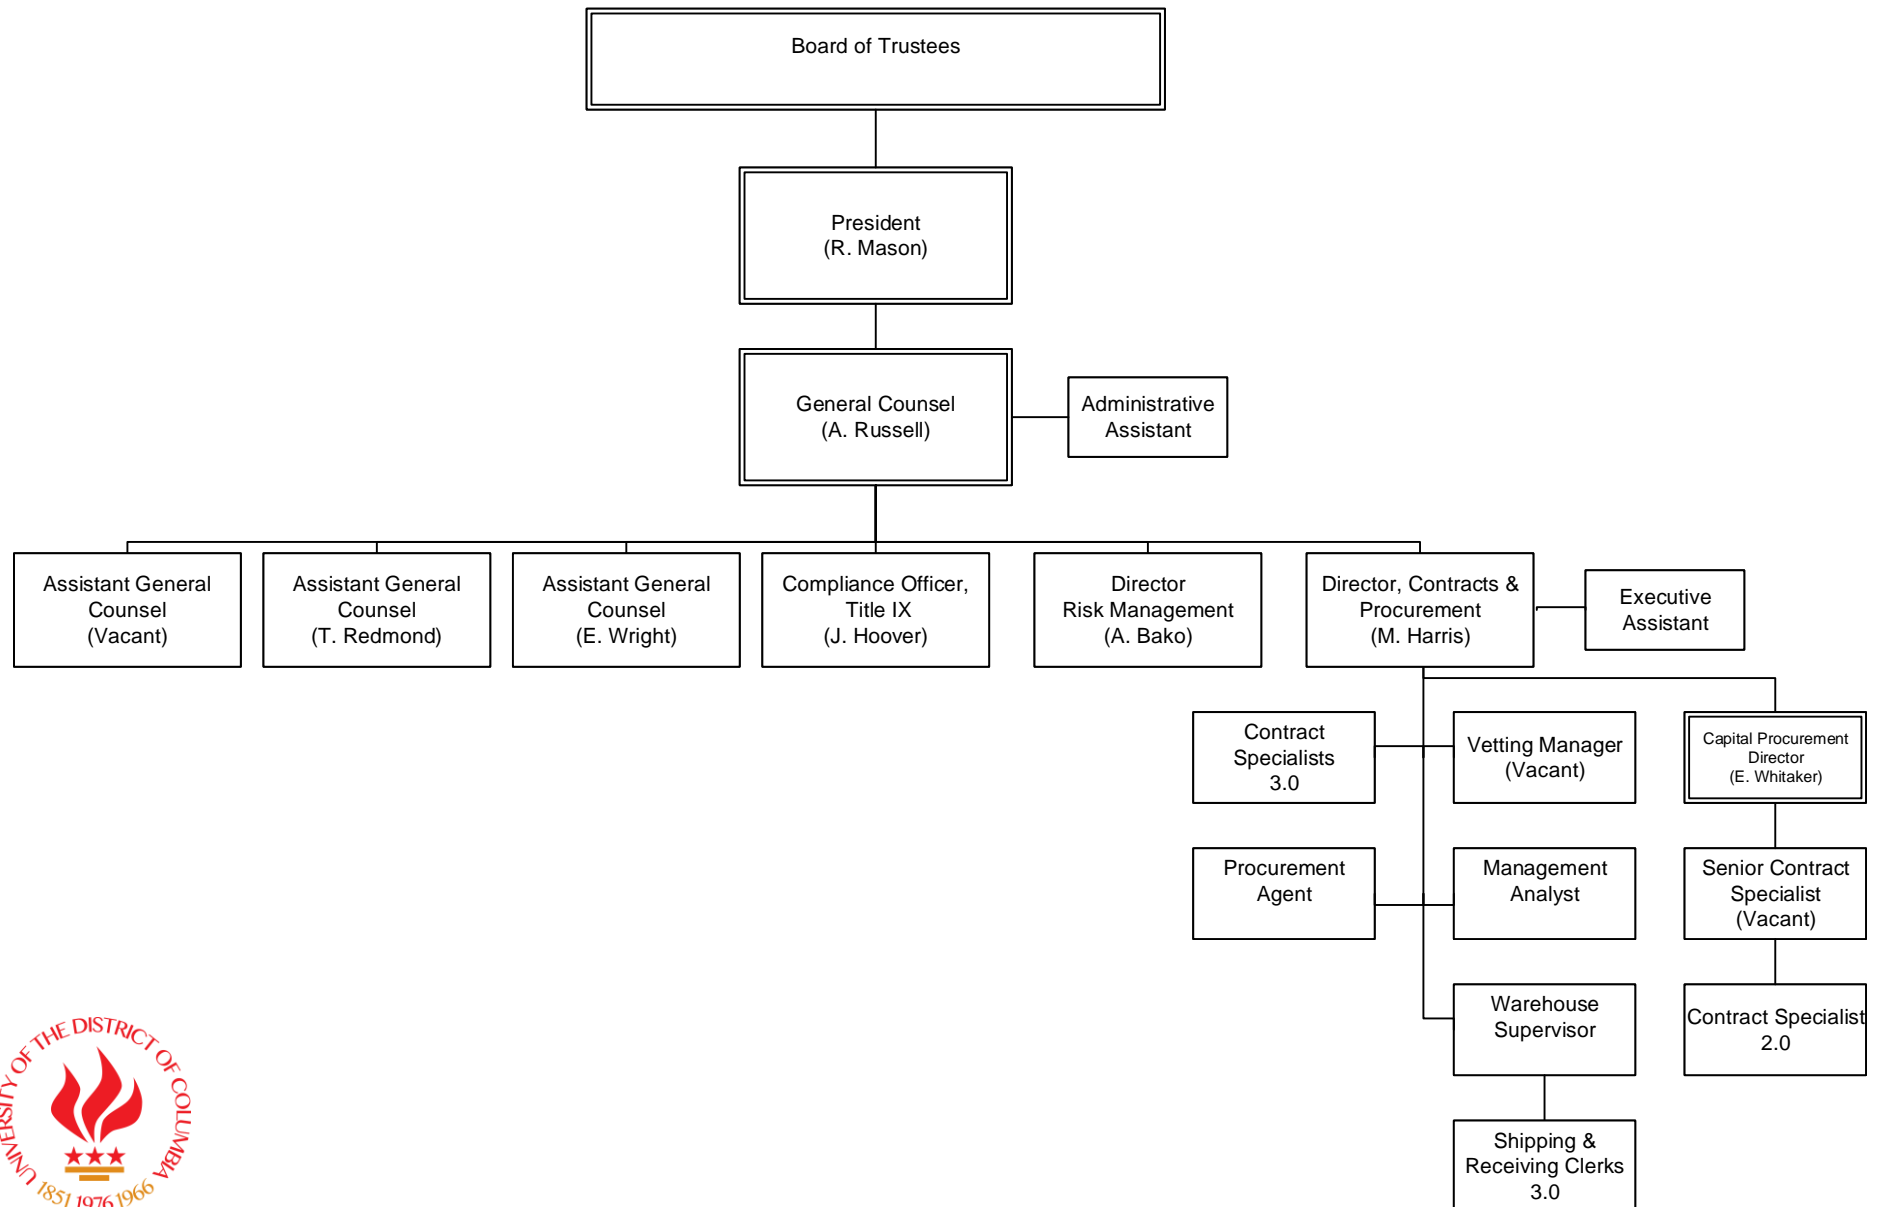 Board of Trustees
President
(R. Mason)
General Counsel
(A. Russell)
Administrative
Assistant
Assistant General
Counsel
(Vacant)
Assistant General
Counsel
(T. Redmond)
Assistant General
Counsel
(E. Wright)
Compliance Officer,
Title IX
(J. Hoover)
Director
Risk Management
(A. Bako)
Director, Contracts &
Procurement
(M. Harris)
Executive
Assistant
Contract
Specialists
3.0
Vetting Manager
(Vacant)
Capital Procurement
Director
(E. Whitaker)
Procurement
Agent
Management
Analyst
Senior Contract
Specialist
(Vacant)
Warehouse
Supervisor
Contract Specialist
2.0
Shipping &
Receiving Clerks
3.0
UNIVERSITY OF THE DISTRICT OF COLUMBIA
1851 1976 1966